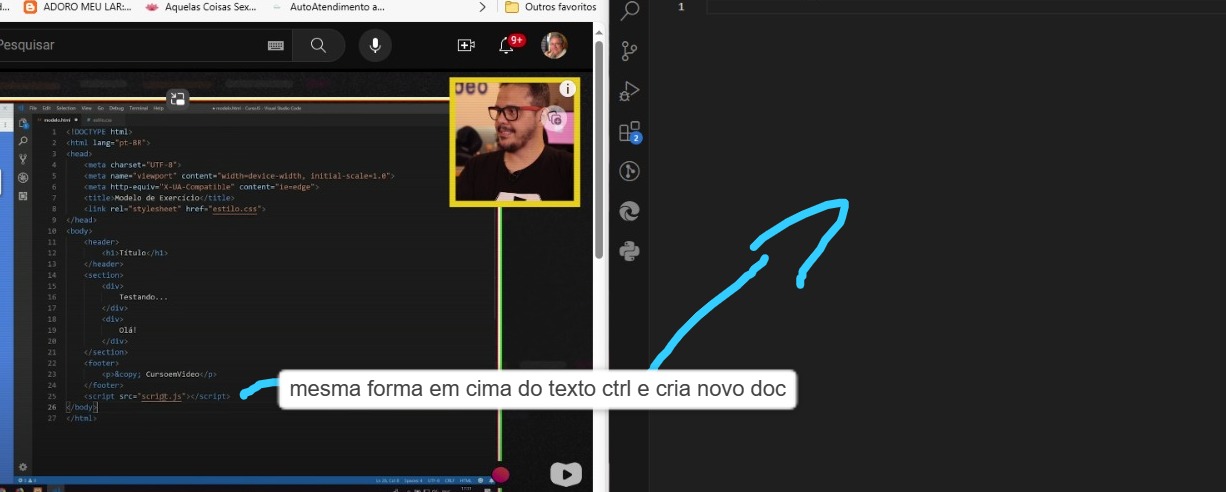 ADORO MEU LAR:...
Aquelas Coisas Sex...
AutoAtendimento a...
Outros favoritos
Pesquisar
9+
1
2
File Edit Selection View Go Debug Terminal Help
modelo.html - CursoJS - Visual Studio Code
modelo.html
estilo.css
1 <!DOCTYPE html>
2 <html lang="pt-BR">
3 <head>
4 <meta charset="UTF-8">
5 <meta name="viewport" content="width=device-width, initial-scale=1.0">
6 <meta http-equiv="X-UA-Compatible" content="ie=edge">
7 <title>Modelo de Exercício</title>
8 <link rel="stylesheet" href="estilo.css">
9 </head>
10 <body>
11 <header>
12 <h1>Título</h1>
13 </header>
14 <section>
15 <div>
16 Testando...
17 </div>
18 <div>
19 Olá!
20 </div>
21 </section>
22 <footer>
23 <p>&copy; CursoemVideo</p>
24 </footer>
25 <script src="script.js"></script>
26 </body>
27 </html>
mesma forma em cima do texto ctrl e cria novo doc